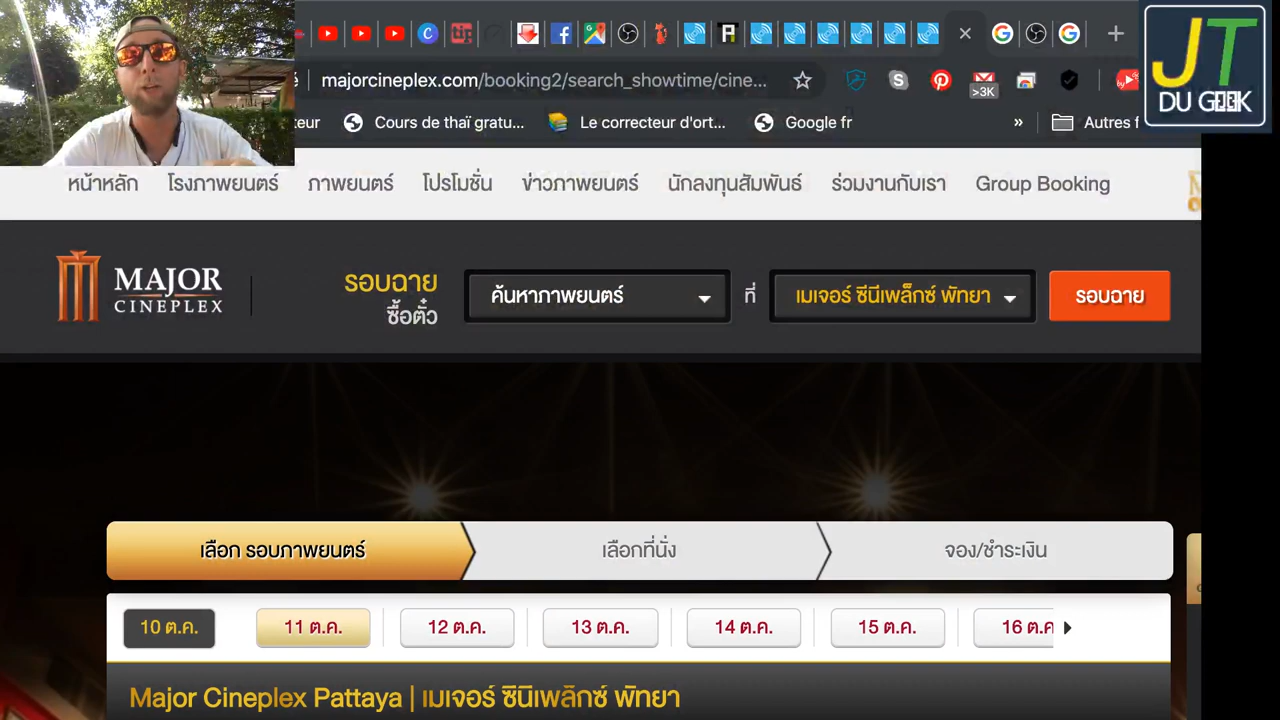 JT
DU GEEK
majorcineplex.com/booking2/search_showtime/cine...
>3K
Cours de thaï gratu...
Le correcteur d'ort...
Google fr
»
Autres f
หน้าหลัก โรงภาพยนตร์ ภาพยนตร์ โปรโมชั่น ข่าวภาพยนตร์ นักลงทุนสัมพันธ์ ร่วมงานกับเรา Group Booking
MAJOR
CINEPLEX
รอบฉาย
ซื้อตั๋ว
ค้นหาภาพยนตร์ ที่ เมเจอร์ ซีนีเพล็กซ์ พัทยา รอบฉาย
เลือก รอบภาพยนตร์ เลือกที่นั่ง จอง/ชำระเงิน
10 ต.ค. 11 ต.ค. 12 ต.ค. 13 ต.ค. 14 ต.ค. 15 ต.ค. 16 ต.ค
Major Cineplex Pattaya | เมเจอร์ ซีนีเพล็กซ์ พัทยา